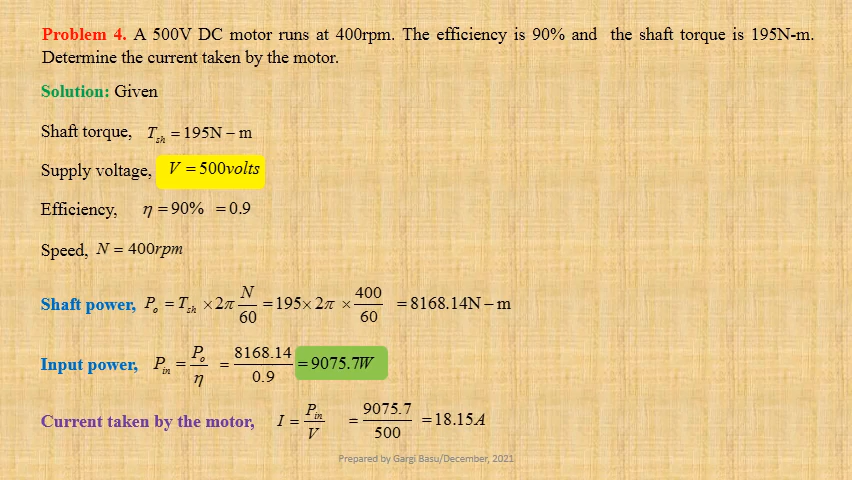 Problem 4. A 500V DC motor runs at 400rpm. The efficiency is 90% and the shaft torque is 195N-m.
Determine the current taken by the motor.
Solution: Given
Shaft torque, T_sh = 195N − m
Supply voltage, V = 500volts
Efficiency, η = 90% = 0.9
Speed, N = 400rpm
Shaft power, P_o = T_sh × 2π N/60 = 195 × 2π × 400/60 = 8168.14N − m
Input power, P_in = P_o/η = 8168.14/0.9 = 9075.7W
Current taken by the motor, I = P_in/V = 9075.7/500 = 18.15A
Prepared by Gargi Basu/December, 2021